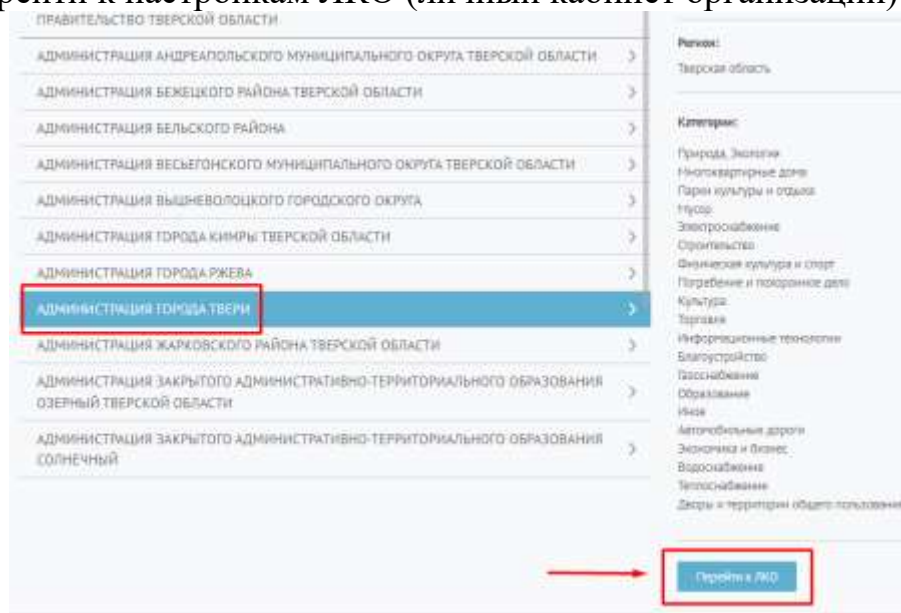 рейти к настройкам ЛКО (личный кабинет организации)
ПРАВИТЕЛЬСТВО ТВЕРСКОЙ ОБЛАСТИ
АДМИНИСТРАЦИЯ АНДРЕАПОЛЬСКОГО МУНИЦИПАЛЬНОГО ОКРУГА ТВЕРСКОЙ ОБЛАСТИ
АДМИНИСТРАЦИЯ БЕЖЕЦКОГО РАЙОНА ТВЕРСКОЙ ОБЛАСТИ
АДМИНИСТРАЦИЯ БЕЛЬСКОГО РАЙОНА
АДМИНИСТРАЦИЯ ВЕСЬЕГОНСКОГО МУНИЦИПАЛЬНОГО ОКРУГА ТВЕРСКОЙ ОБЛАСТИ
АДМИНИСТРАЦИЯ ВЫШНЕВОЛОЦКОГО ГОРОДСКОГО ОКРУГА
АДМИНИСТРАЦИЯ ГОРОДА КИМРЫ ТВЕРСКОЙ ОБЛАСТИ
АДМИНИСТРАЦИЯ ГОРОДА РЖЕВА
АДМИНИСТРАЦИЯ ГОРОДА ТВЕРИ
АДМИНИСТРАЦИЯ ЖАРКОВСКОГО РАЙОНА ТВЕРСКОЙ ОБЛАСТИ
АДМИНИСТРАЦИЯ ЗАКРЫТОГО АДМИНИСТРАТИВНО-ТЕРРИТОРИАЛЬНОГО ОБРАЗОВАНИЯ
ОЗЕРНЫЙ ТВЕРСКОЙ ОБЛАСТИ
АДМИНИСТРАЦИЯ ЗАКРЫТОГО АДМИНИСТРАТИВНО-ТЕРРИТОРИАЛЬНОГО ОБРАЗОВАНИЯ
СОЛНЕЧНЫЙ
Регион:
Тверская область
Категории:
Природа, Экология
Многоквартирные дома
Парки культуры и отдыха
Мусор
Электроснабжение
Строительство
Физическая культура и спорт
Погребение и похоронное дело
Культура
Торговля
Информационные технологии
Благоустройство
Газоснабжение
Образование
Иное
Автомобильные дороги
Экономика и бизнес
Водоснабжение
Теплоснабжение
Дворы и территории общего пользования
Перейти к ЛКО